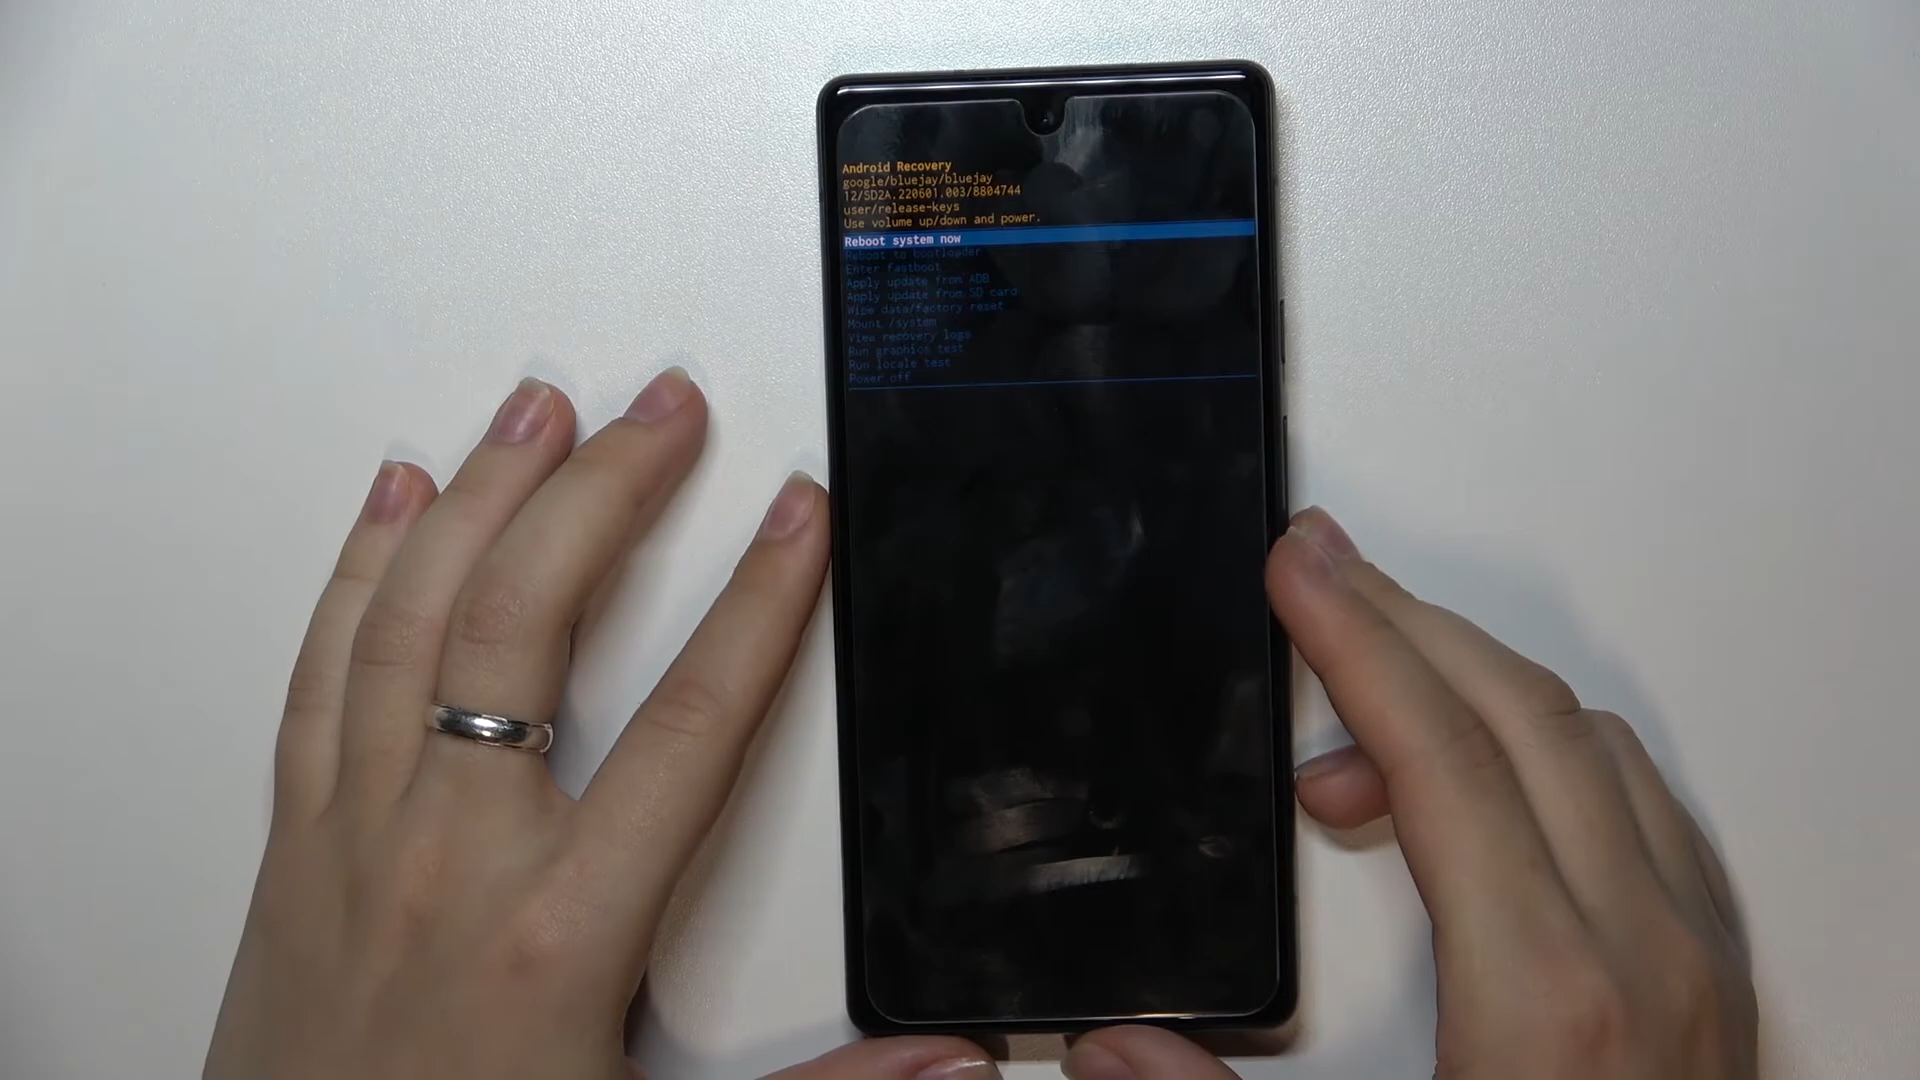 Android Recovery
google/bluejay/bluejay
12/SD2A.220601.003/8804744
user/release-keys
Use volume up/down and power.
Reboot system now
Reboot to bootloader
Enter fastboot
Apply update from ADB
Apply update from SD card
Wipe data/factory reset
Mount /system
View recovery logs
Run graphics test
Run locale test
Power off